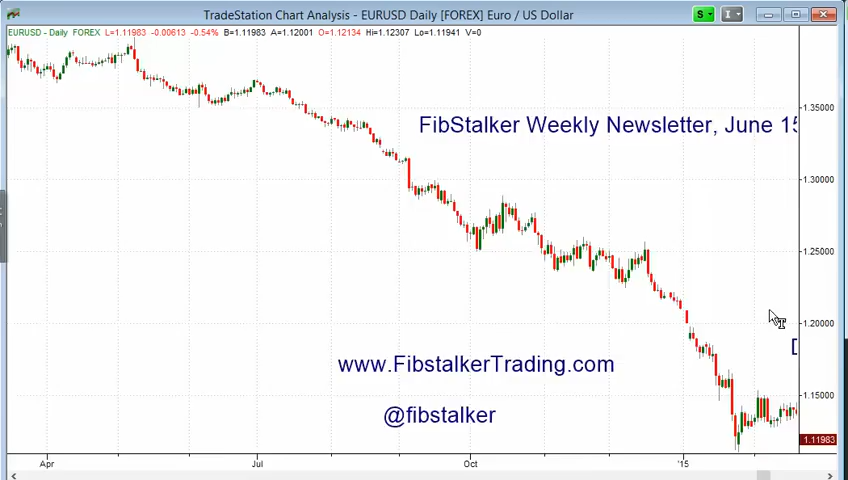 TradeStation Chart Analysis - EURUSD Daily [FOREX] Euro / US Dollar
S
I
EURUSD - Daily FOREX L=1.11983 -0.00613 -0.54% B=1.11983 A=1.12001 O=1.12134 Hi=1.12307 Lo=1.11941 V=0
1.35000
FibStalker Weekly Newsletter, June 15
1.30000
1.25000
1.20000
www.FibstalkerTrading.com
1.15000
@fibstalker
1.11983
Apr Jul Oct '15